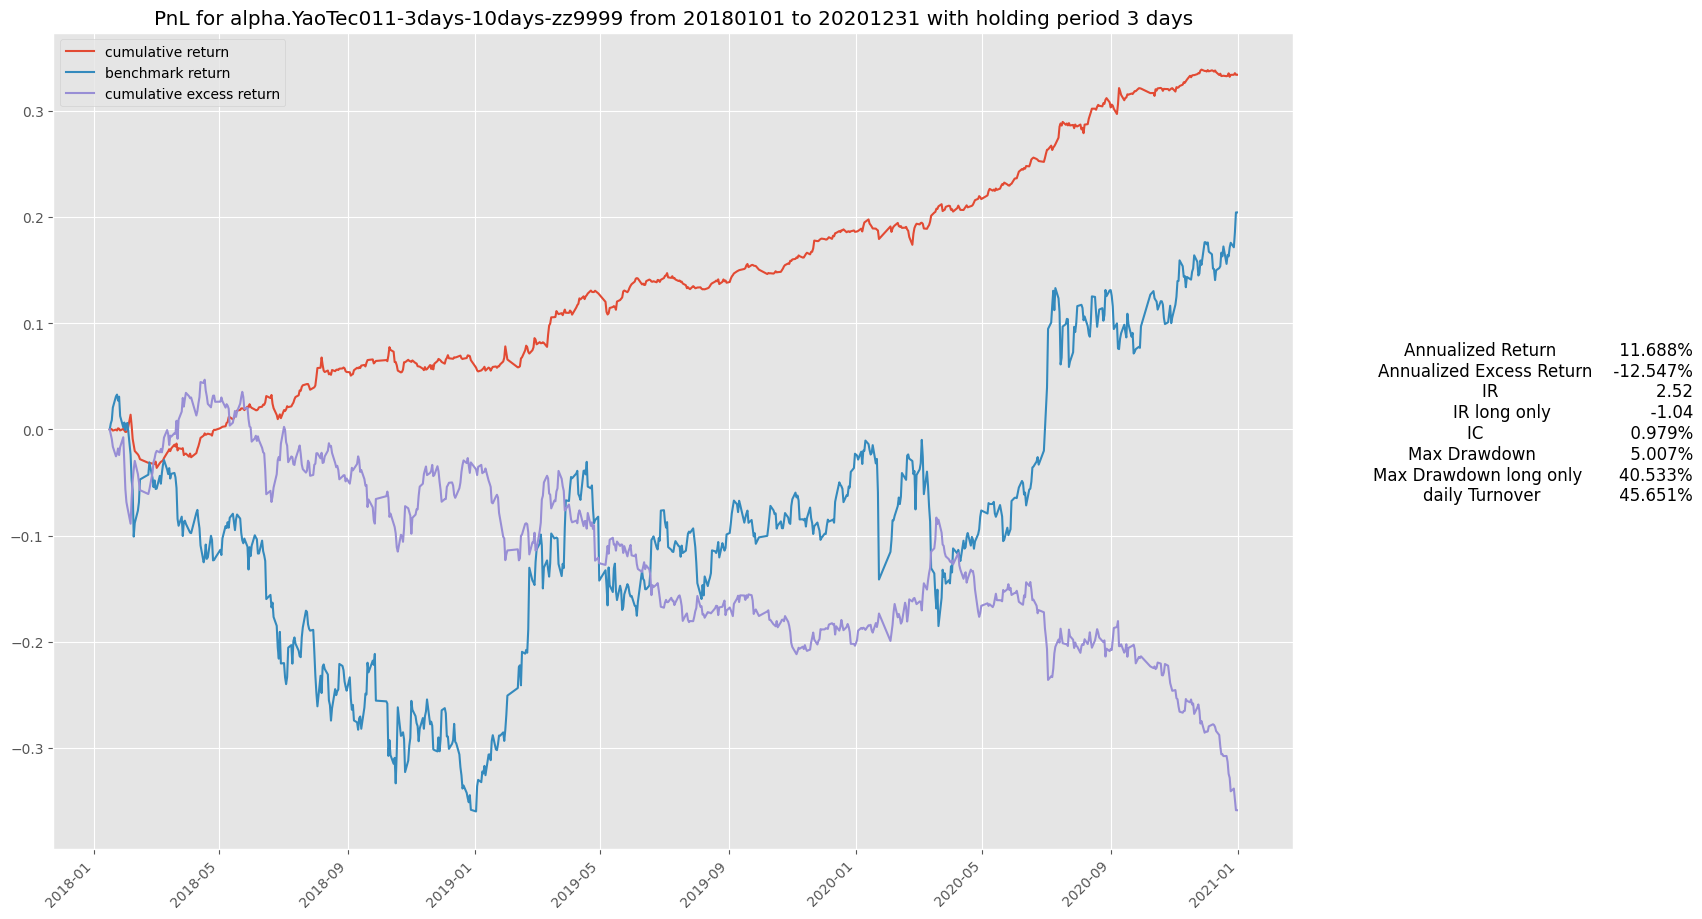 PnL for alpha.YaoTec011-3days-10days-zz9999 from 20180101 to 20201231 with holding period 3 days
cumulative return
benchmark return
cumulative excess return
0.3
0.2
0.1
0.0
−0.1
−0.2
−0.3
2018-01
2018-05
2018-09
2019-01
2019-05
2019-09
2020-01
2020-05
2020-09
2021-01
Annualized Return 11.688%
Annualized Excess Return -12.547%
IR 2.52
IR long only -1.04
IC 0.979%
Max Drawdown 5.007%
Max Drawdown long only 40.533%
daily Turnover 45.651%